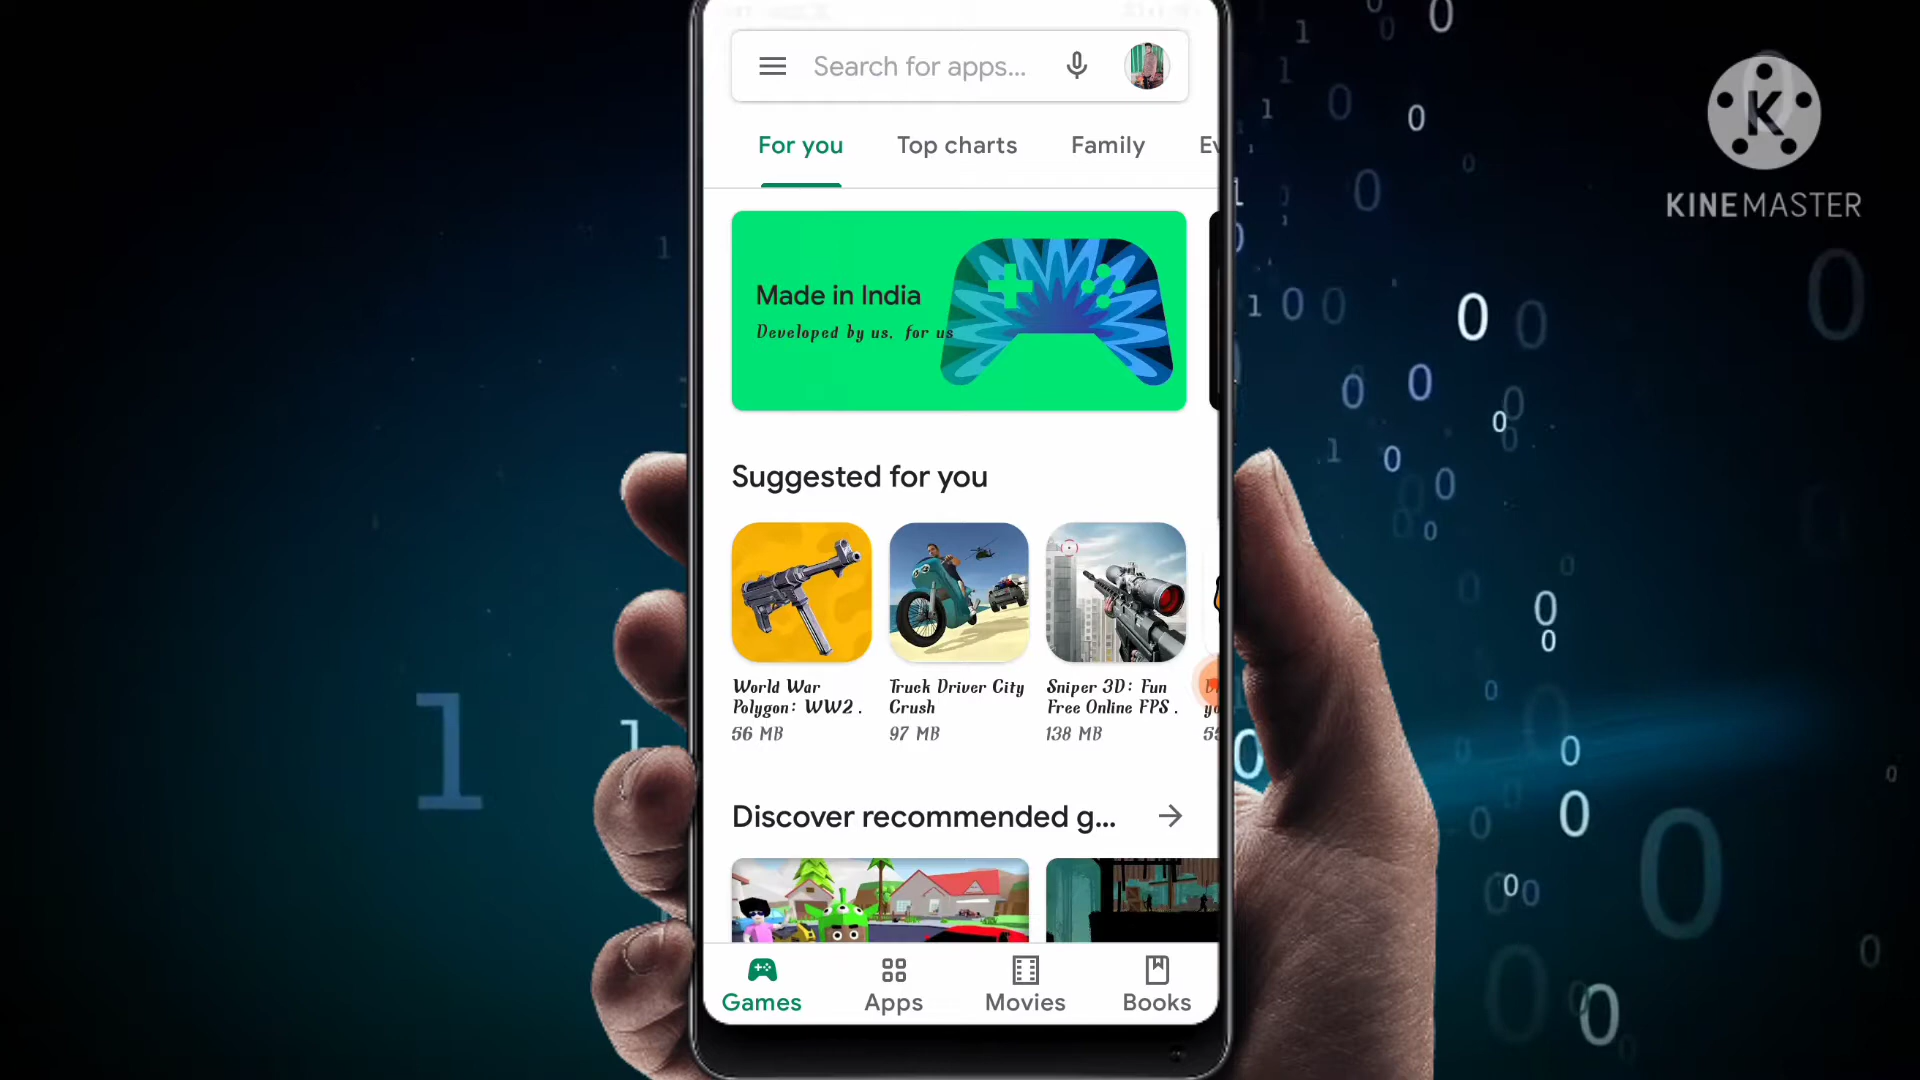 Search for apps...
KINEMASTER
For you
Top charts
Family
Ev
Made in India
Developed by us, for us
Suggested for you
World War
Polygon: WW2 .
56 MB
Truck Driver City
Crush
97 MB
Sniper 3D: Fun
Free Online FPS .
138 MB
Discover recommended g...
Games
Apps
Movies
Books